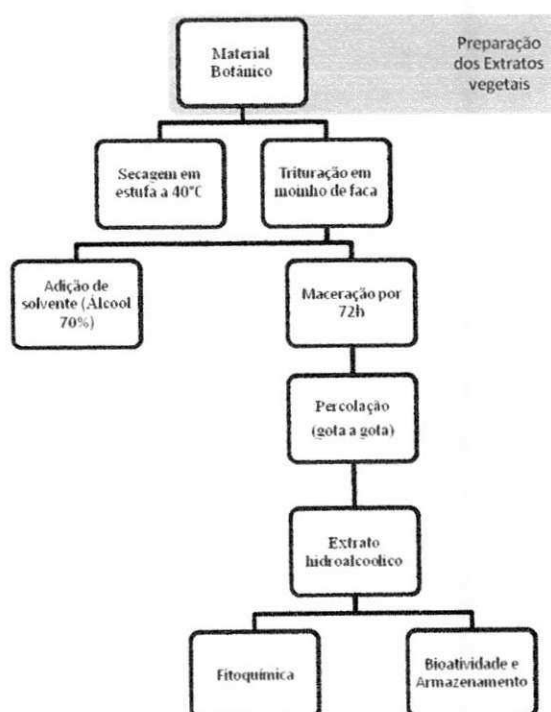 Material
Botânico
Preparação
dos Extratos
vegetais
Secagem em
estufa a 40°C
Trituração em
moinho de faca
Adição de
solvente (Álcool
70%)
Maceração por
72h
Percolação
(gota a gota)
Extrato
hidroalcoolico
Fitoquímica
Bioatividade e
Armazenamento